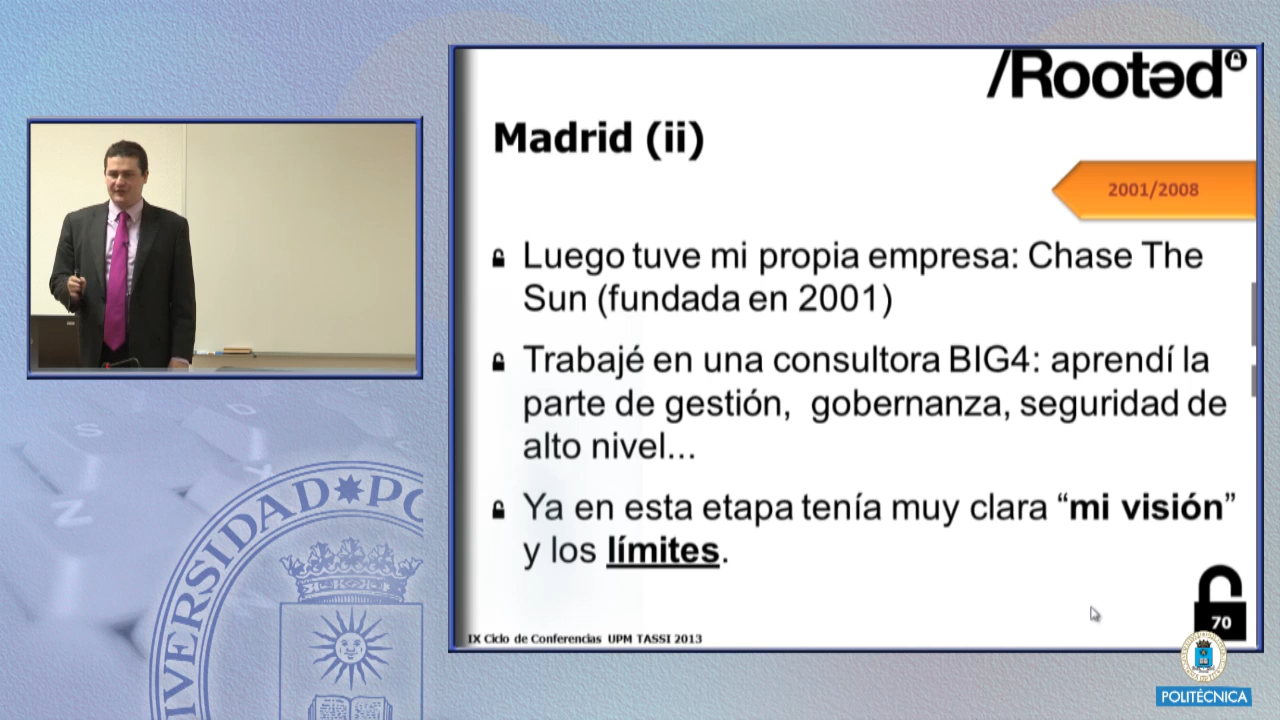 /Rootəd
Madrid (ii)
2001/2008
Luego tuve mi propia empresa: Chase The
Sun (fundada en 2001)
Trabajé en una consultora BIG4: aprendí la
parte de gestión, gobernanza, seguridad de
alto nivel...
Ya en esta etapa tenía muy clara “mi visión”
y los límites.
70
IX Ciclo de Conferencias UPM TASSI 2013
POLITÉCNICA